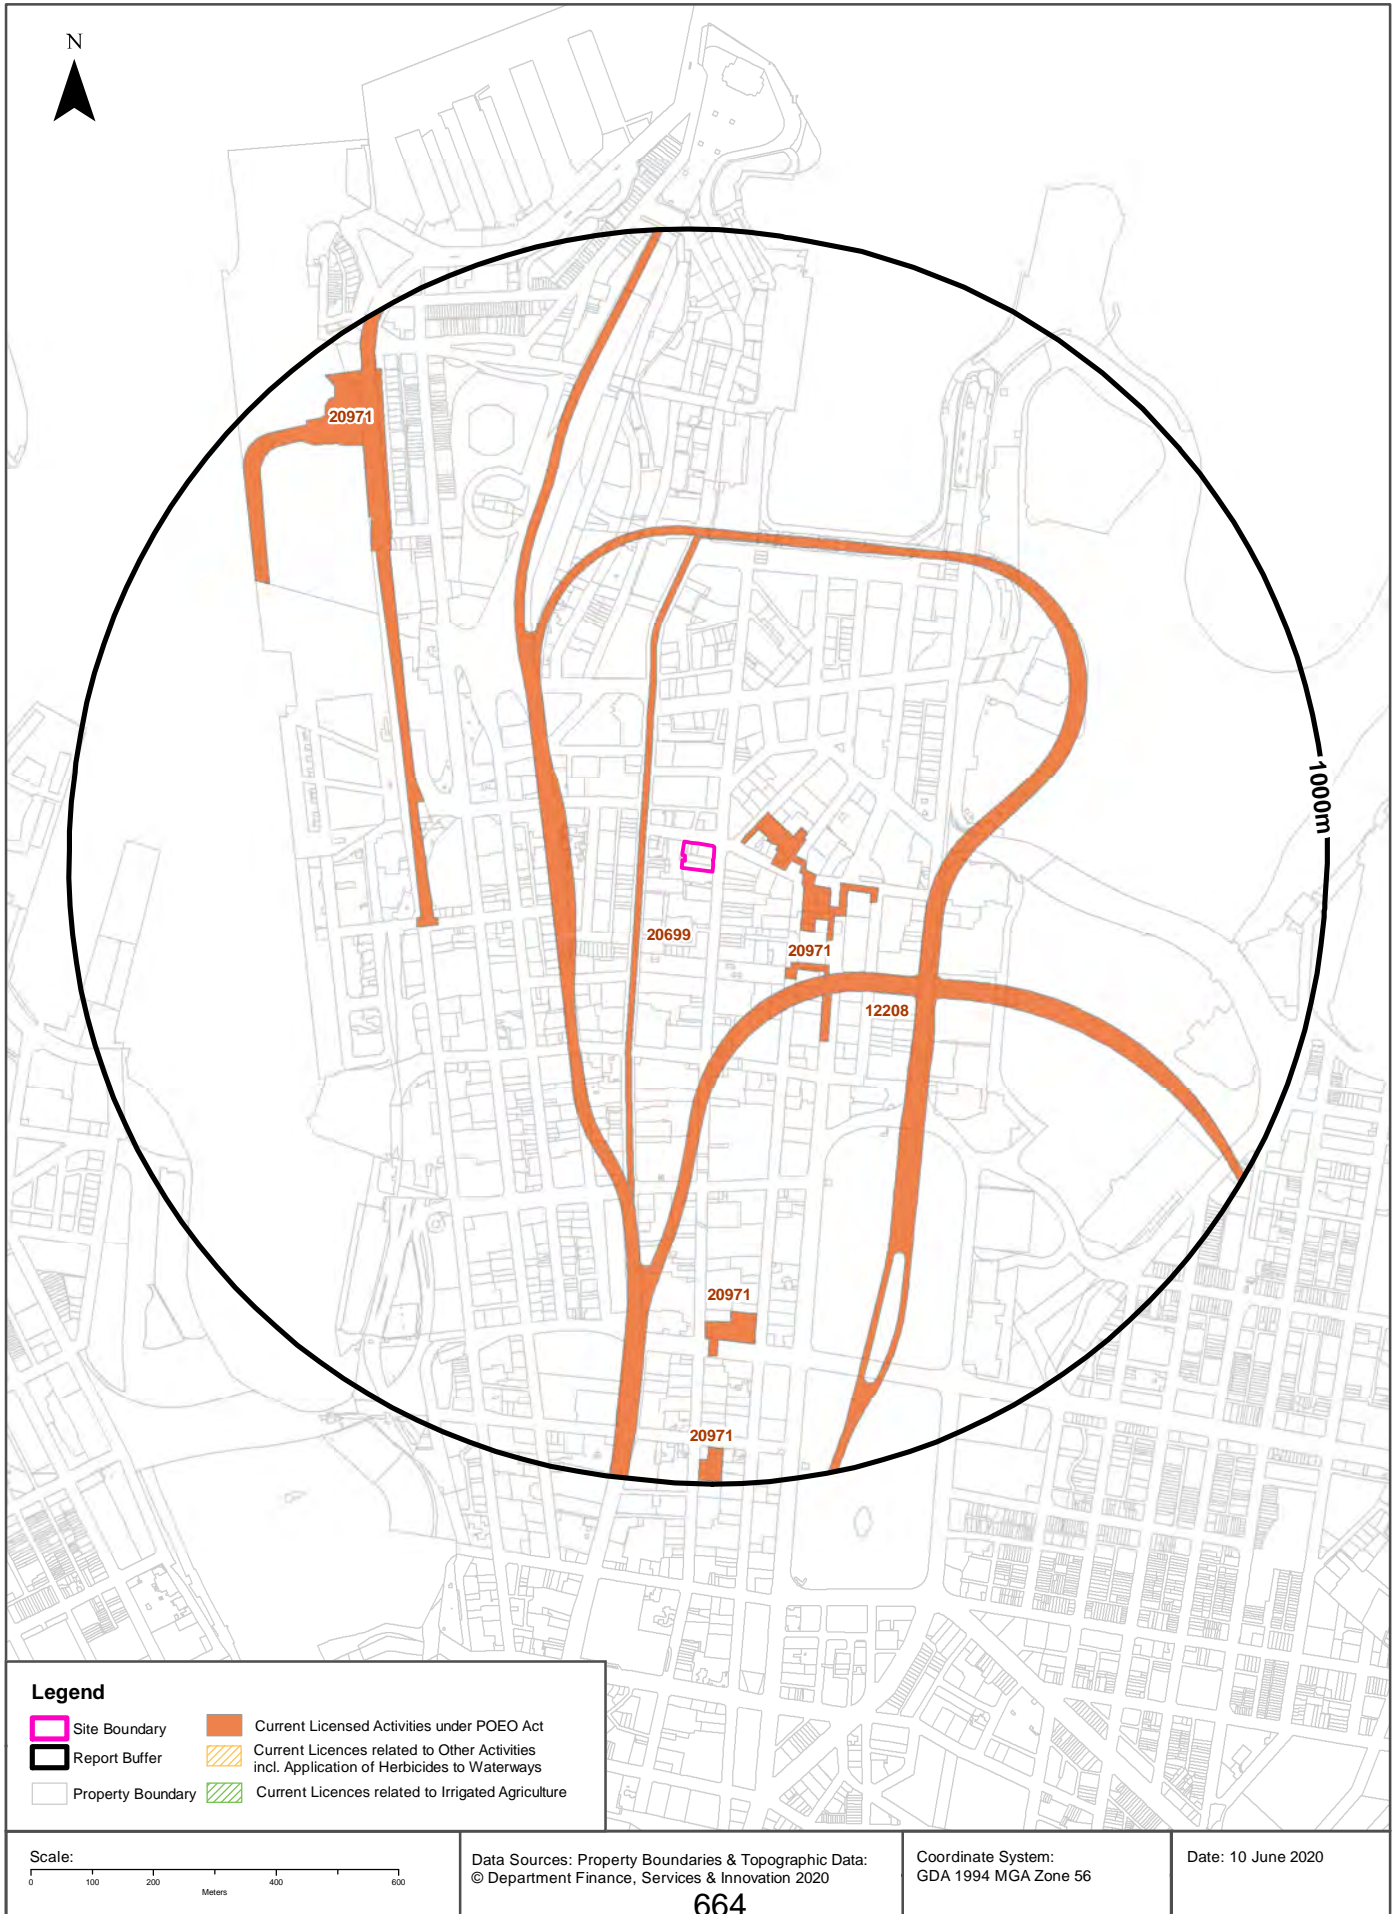 N
20971
1000m
20699
20971
12208
20971
20971
Legend
Site Boundary
Report Buffer
Property Boundary
Current Licensed Activities under POEO Act
Current Licences related to Other Activities
incl. Application of Herbicides to Waterways
Current Licences related to Irrigated Agriculture
Scale:
0 100 200 400 600
Meters
Data Sources: Property Boundaries & Topographic Data:
© Department Finance, Services & Innovation 2020
664
Coordinate System:
GDA 1994 MGA Zone 56
Date: 10 June 2020